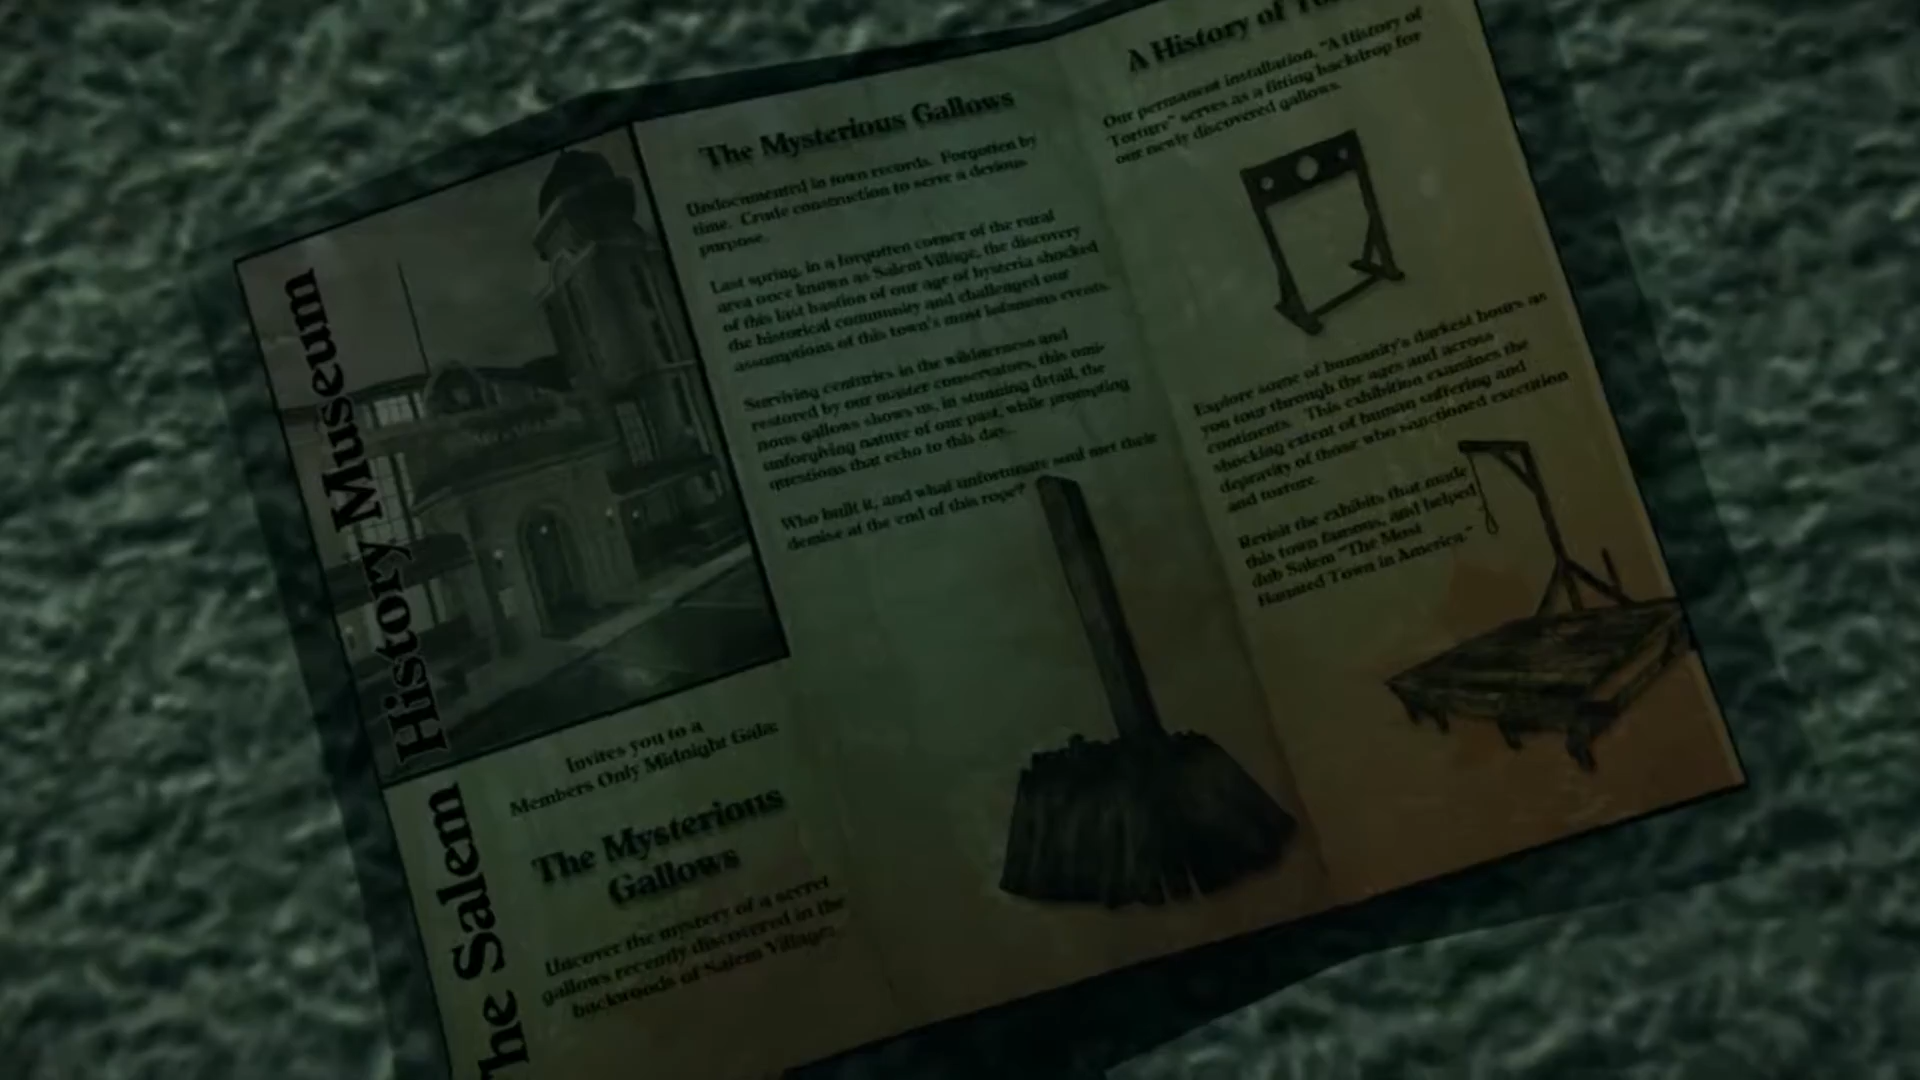 The Salem
History Museum
Invites you to a
Members Only Midnight Gala:
The Mysterious
Gallows
Uncover the mystery of a secret
gallows recently discovered in the
backwoods of Salem Village.
The Mysterious Gallows
Undocumented in town records. Forgotten by
time. Crude construction to serve a devious
purpose.
Last spring, in a forgotten corner of the rural
area once known as Salem Village, the discovery
of this last bastion of our age of hysteria shocked
the historical community and challenged our
assumptions of this town's most infamous events.
Surviving centuries in the wilderness and
restored by our master conservators, this omi-
nous gallows shows us, in stunning detail, the
unforgiving nature of our past, while prompting
questions that echo to this day...
Who built it, and what unfortunate soul met their
demise at the end of this rope?
A History of
Our permanent installation, "A History of
Torture" serves as a fitting backdrop for
our newly discovered gallows.
Explore some of humanity's darkest hours as
you tour through the ages and across
continents. This exhibition examines the
shocking extent of human suffering and
depravity of those who sanctioned execution
and torture.
Revisit the exhibits that made
this town famous, and helped
dub Salem "The Most
Haunted Town in America."